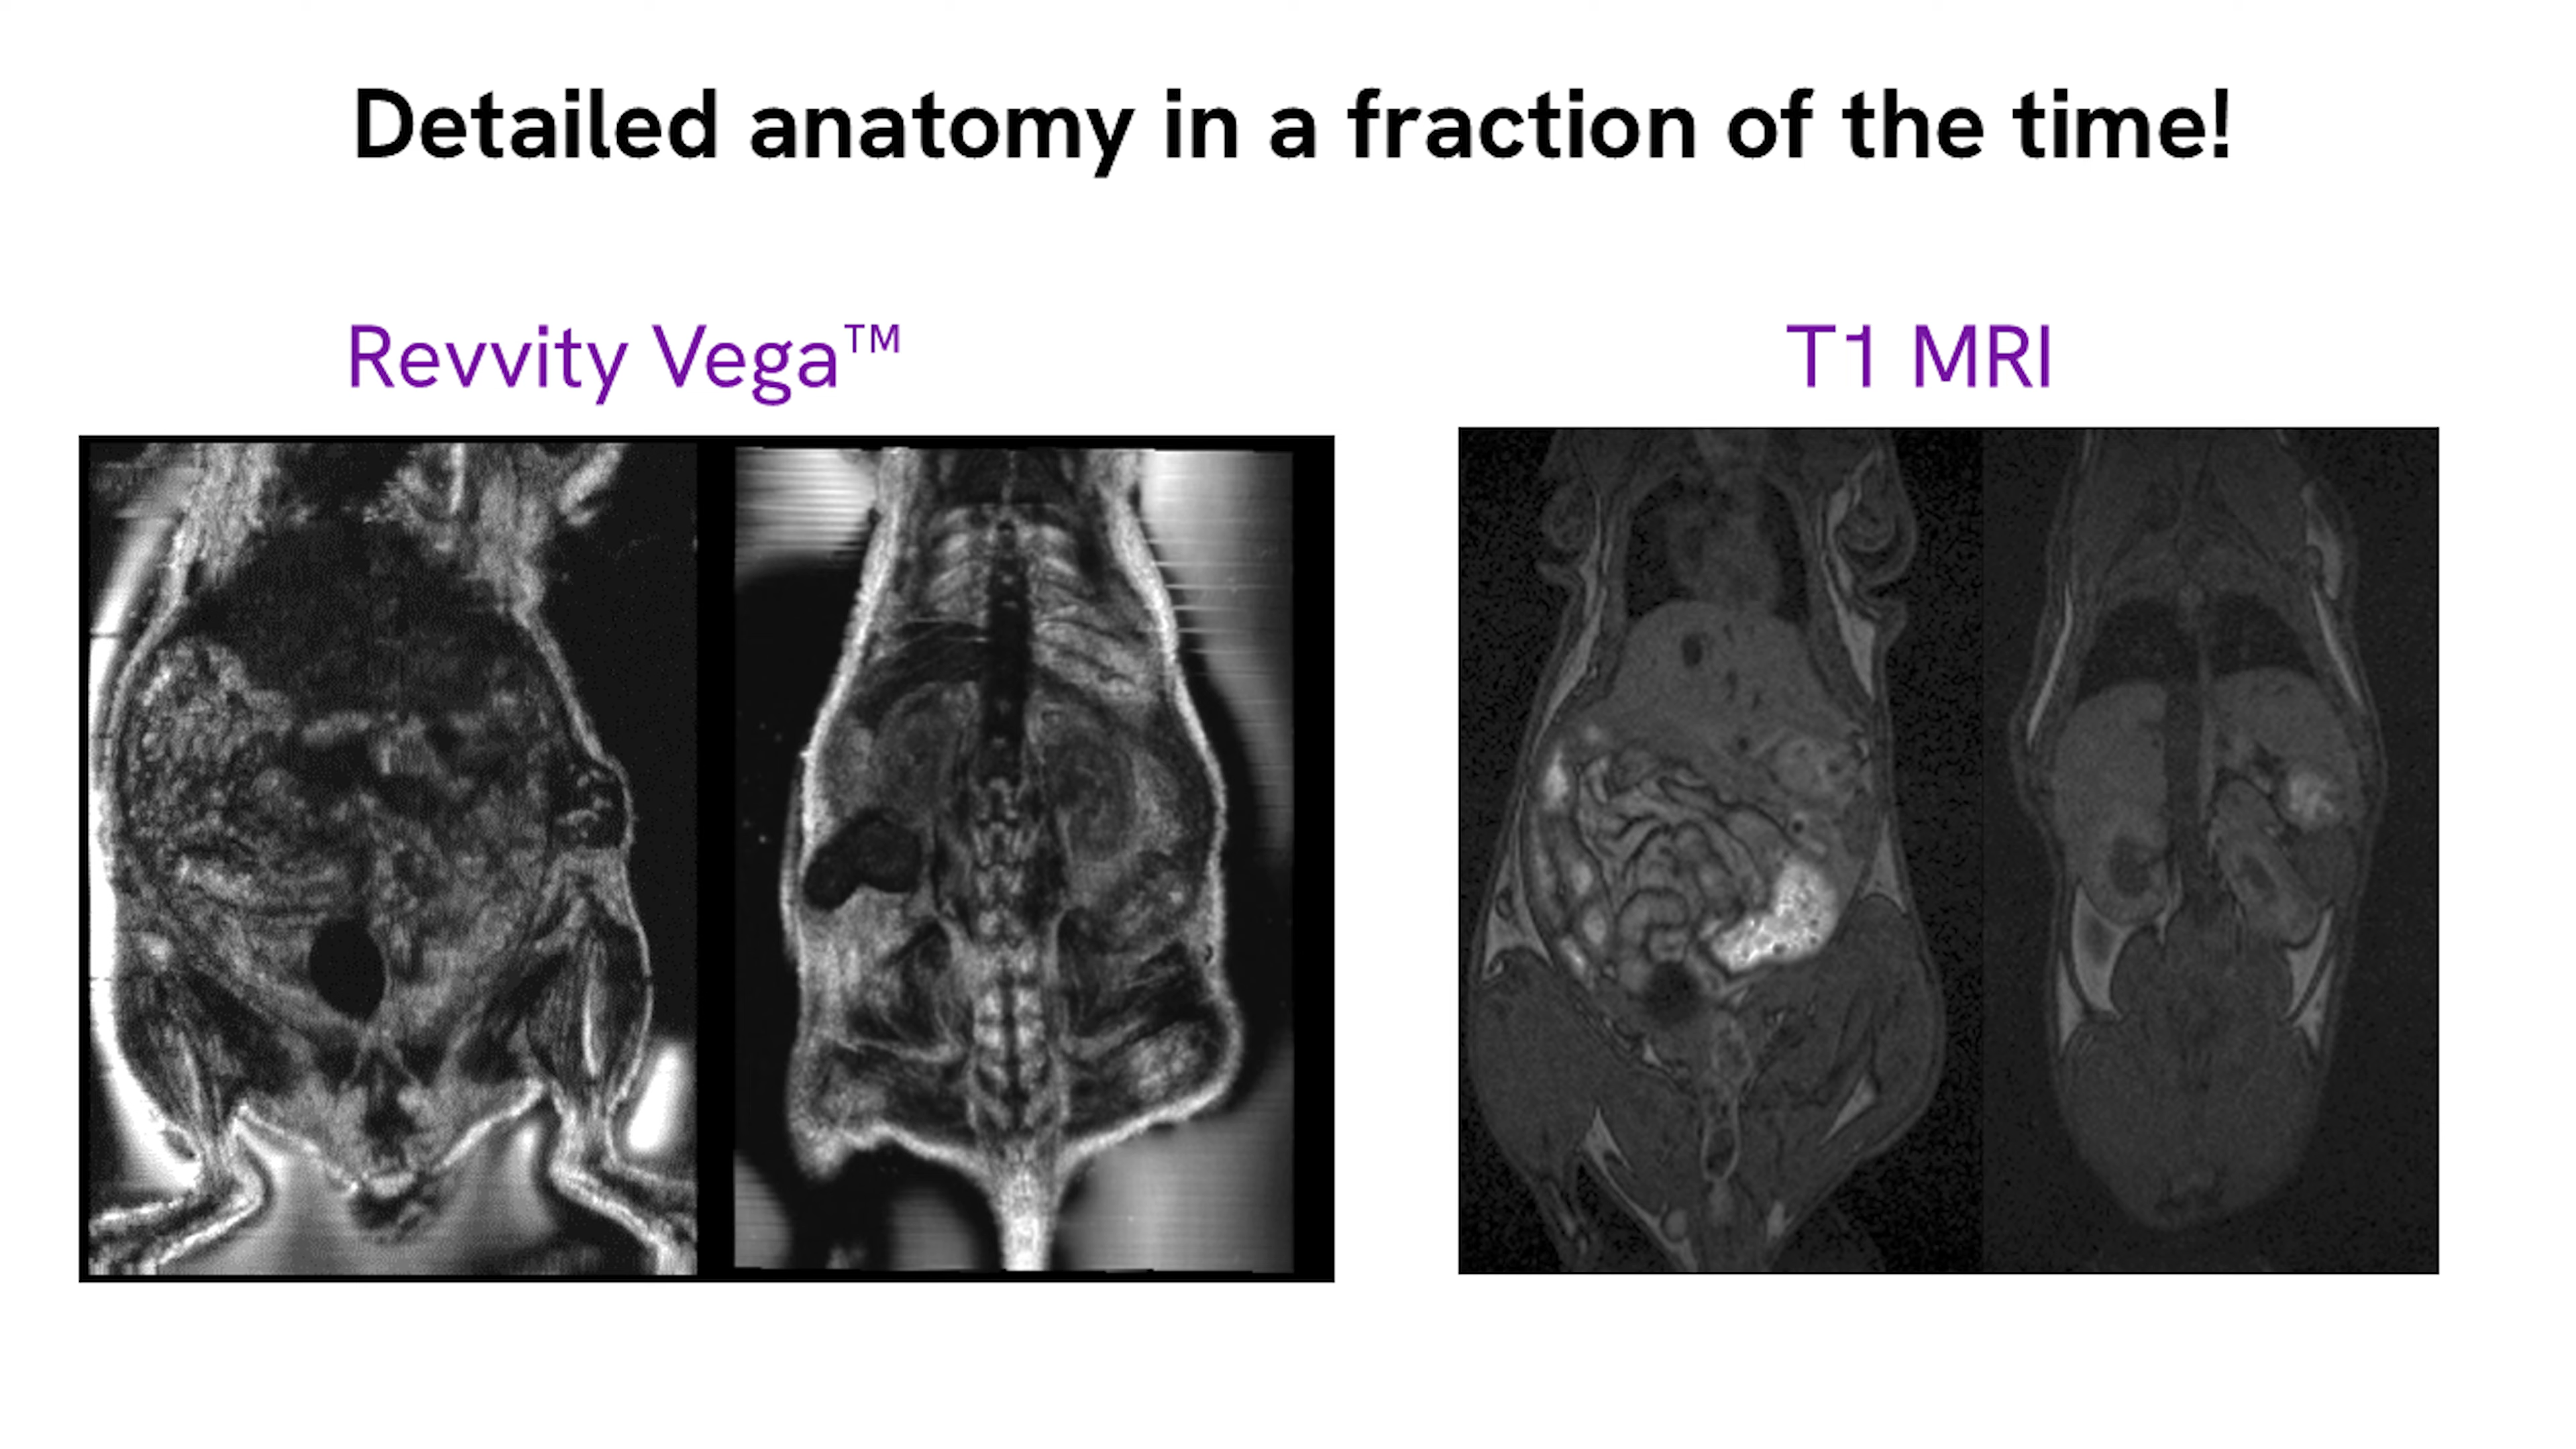 Detailed anatomy in a fraction of the time!
Revvity Vega™
T1 MRI